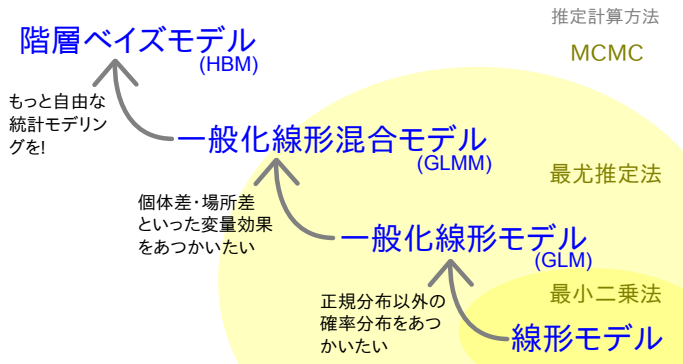 推定計算方法
MCMC
階層ベイズモデル
(HBM)
もっと自由な
統計モデリン
グを!
一般化線形混合モデル
(GLMM)
最尤推定法
個体差・場所差
といった変量効果
をあつかいたい
一般化線形モデル
(GLM)
最小二乗法
正規分布以外の
確率分布をあつ
かいたい
線形モデル